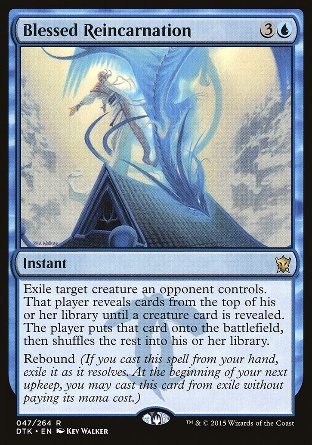 Blessed Reincarnation 3
Instant
Exile target creature an opponent controls.
That player reveals cards from the top of his
or her library until a creature card is revealed.
The player puts that card onto the battlefield,
then shuffles the rest into his or her library.
Rebound (If you cast this spell from your hand,
exile it as it resolves. At the beginning of your next
upkeep, you may cast this card from exile without
paying its mana cost.)
047/264 R
DTK • EN Kev Walker
™ & © 2015 Wizards of the Coast